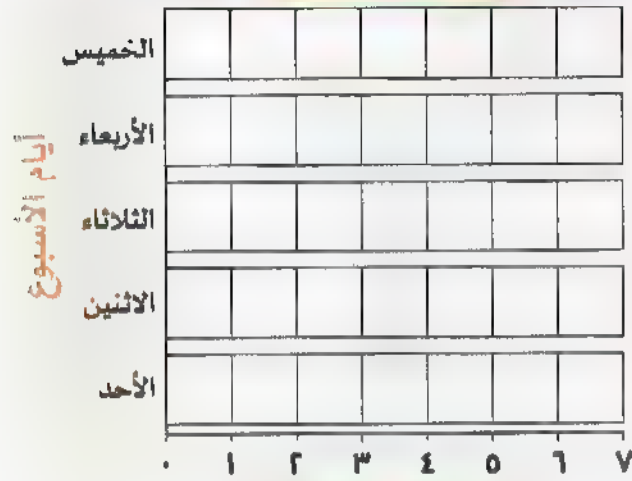 أيام الأسبوع
الخميس
الأربعاء
الثلاثاء
الاثنين
الأحد
٠ ١ ٢ ٣ ٤ ٥ ٦ ٧